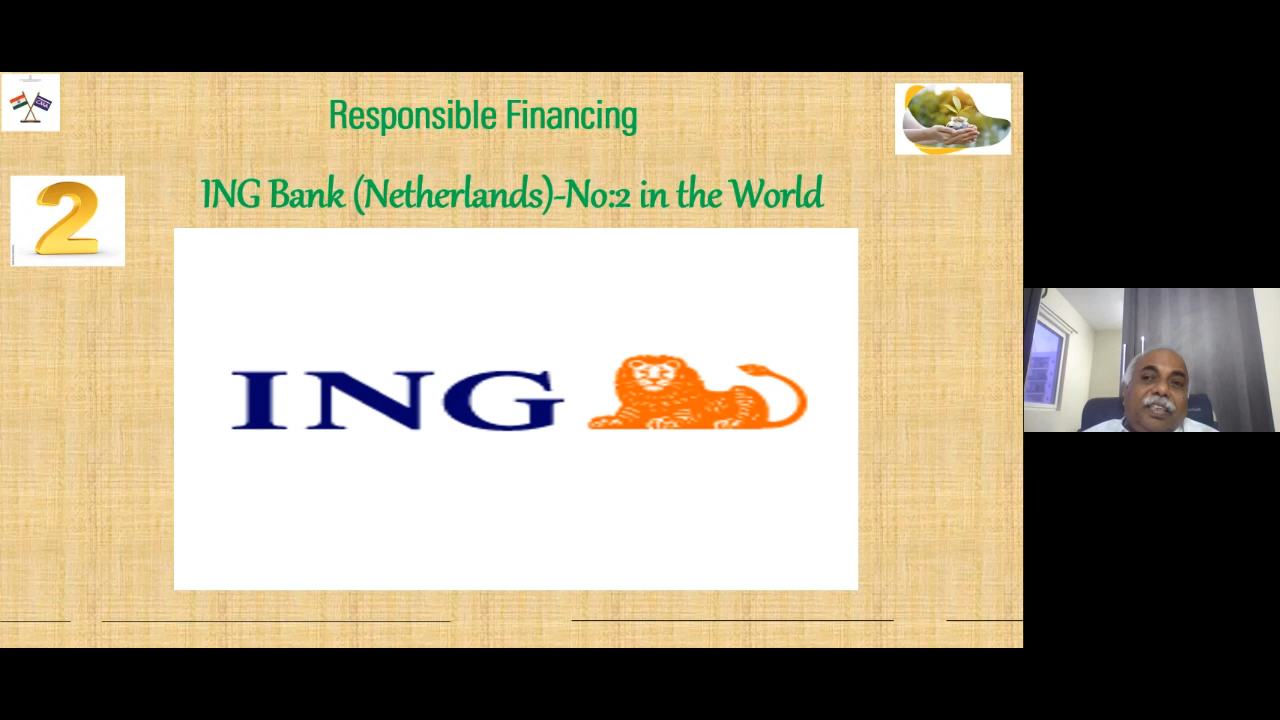 Responsible Financing
ING Bank (Netherlands)-No:2 in the World
2
ING